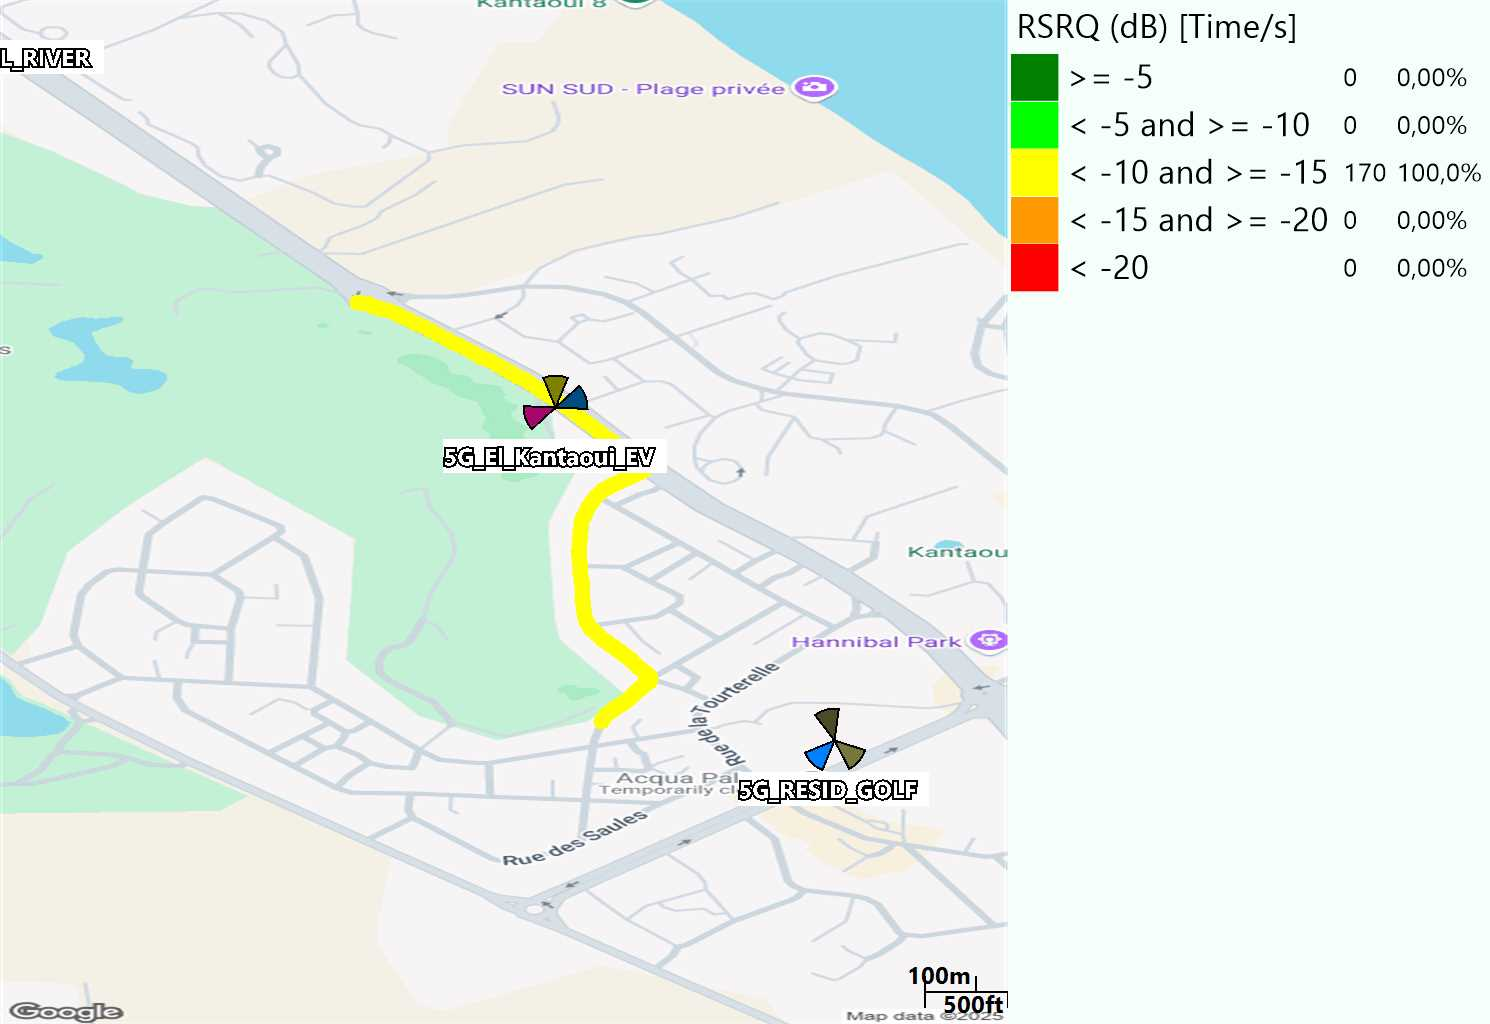 Kantaoui 8
L_RIVER
SUN SUD - Plage privée
s
5G_El_Kantaoui_EV
Kantaou
Hannibal Park
Rue de la Tourterelle
Acqua Pal
Temporarily cl
5G_RESID_GOLF
Rue des Saules
100m
500ft
Google
Map data ©2025
RSRQ (dB) [Time/s]
>= -5 0 0,00%
< -5 and >= -10 0 0,00%
< -10 and >= -15 170 100,0%
< -15 and >= -20 0 0,00%
< -20 0 0,00%